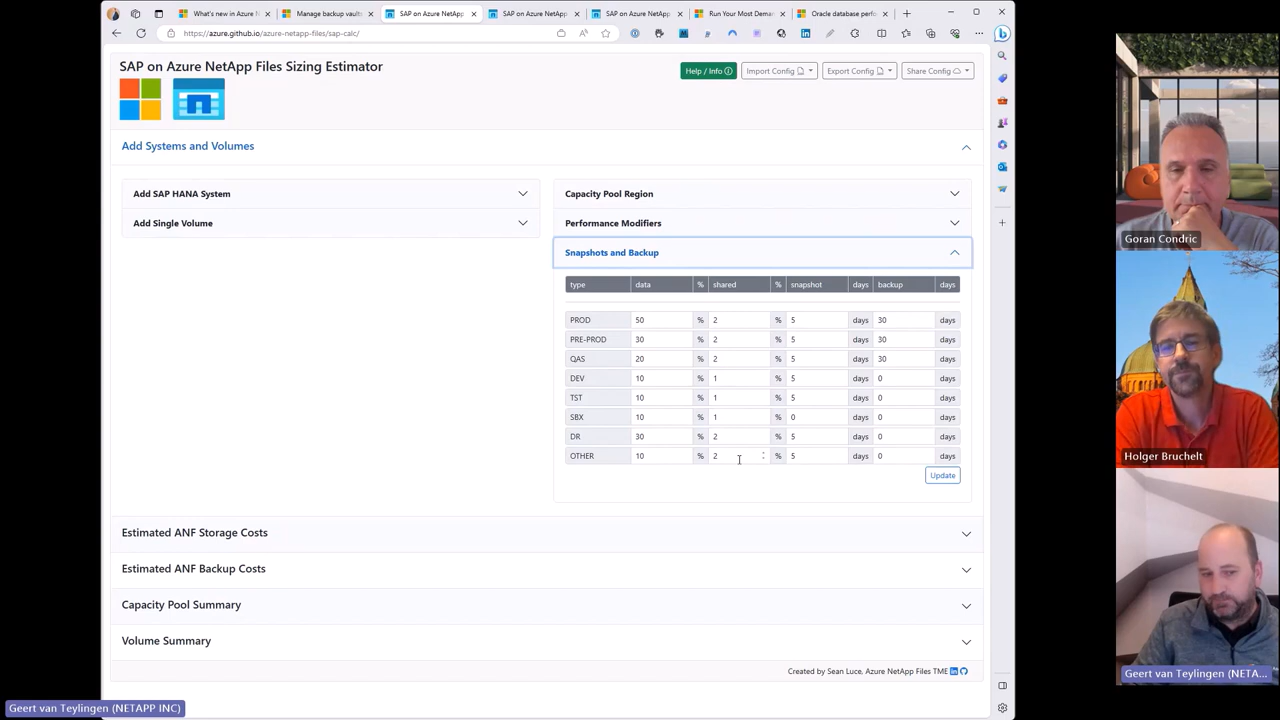 What's new in Azure N
Manage backup vaults
SAP on Azure NetApp
SAP on Azure NetApp
SAP on Azure NetApp
Run Your Most Deman
Oracle database perfo
https://azure.github.io/azure-netapp-files/sap-calc/
SAP on Azure NetApp Files Sizing Estimator
Help / Info
Import Config
Export Config
Share Config
Add Systems and Volumes
Add SAP HANA System
Add Single Volume
Capacity Pool Region
Performance Modifiers
Snapshots and Backup
type data % shared % snapshot days backup days
PROD 50 % 2 % 5 days 30 days
PRE-PROD 30 % 2 % 5 days 30 days
QAS 20 % 2 % 5 days 30 days
DEV 10 % 1 % 5 days 0 days
TST 10 % 1 % 5 days 0 days
SBX 10 % 1 % 0 days 0 days
DR 30 % 2 % 5 days 0 days
OTHER 10 % 2 % 5 days 0 days
Update
Estimated ANF Storage Costs
Estimated ANF Backup Costs
Capacity Pool Summary
Volume Summary
Created by Sean Luce, Azure NetApp Files TME
Goran Condric
Holger Bruchelt
Geert van Teylingen (NETA...
Geert van Teylingen (NETAPP INC)